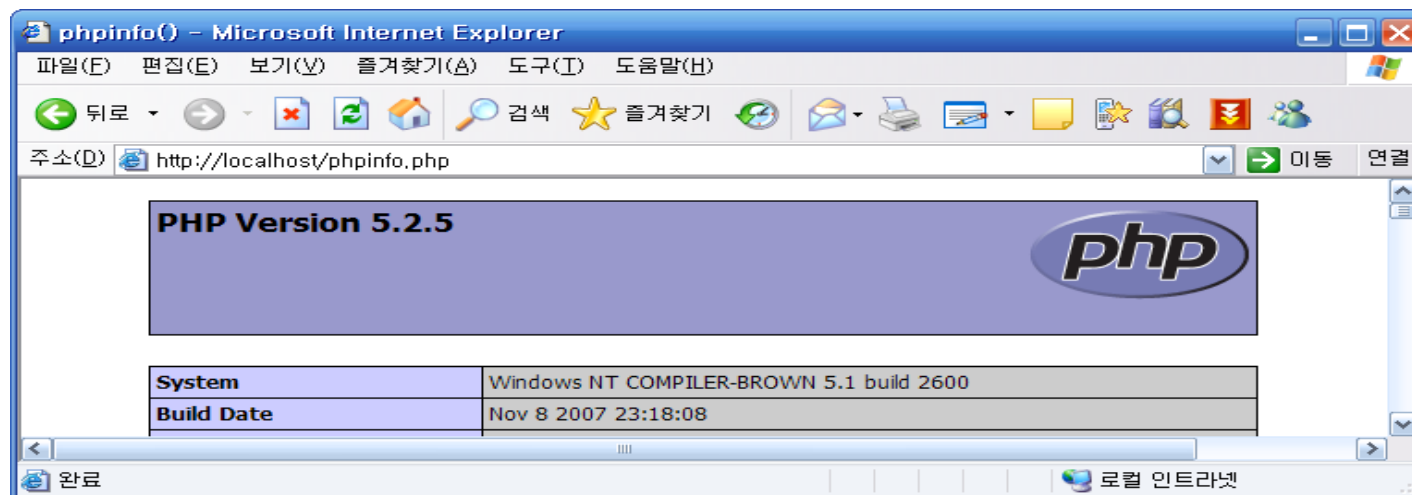 phpinfo() - Microsoft Internet Explorer
파일(F) 편집(E) 보기(V) 즐겨찾기(A) 도구(T) 도움말(H)
뒤로 검색 즐겨찾기
주소(D) http://localhost/phpinfo.php 이동 연결
PHP Version 5.2.5
php
System Windows NT COMPILER-BROWN 5.1 build 2600
Build Date Nov 8 2007 23:18:08
완료 로컬 인트라넷